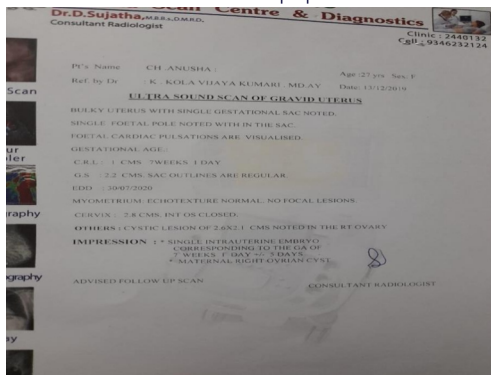 Scan Centre & Diagnostics
Dr.D.Sujatha, M.B.B.S.,D.M.R.D,
Consultant Radiologist
Clinic : 2440132
Cell : 9346232124
Pt's Name CH .ANUSHA : Age :27 yrs Sex. F
Ref. by Dr : K . KOLA VIJAYA KUMARI . MD.AY Date: 13/12/2019
ULTRA SOUND SCAN OF GRAVID UTERUS
BULKY UTERUS WITH SINGLE GESTATIONAL SAC NOTED.
SINGLE FOETAL POLE NOTED WITH IN THE SAC.
FOETAL CARDIAC PULSATIONS ARE VISUALISED.
GESTATIONAL AGE..
C.R.L : 1 CMS 7WEEKS 1 DAY
G.S : 2.2 CMS. SAC OUTLINES ARE REGULAR.
EDD : 30/07/2020
MYOMETRIUM: ECHOTEXTURE NORMAL. NO FOCAL LESIONS.
CERVIX : 2.8 CMS. INT OS CLOSED.
OTHERS : CYSTIC LESION OF 2.6X2.1 CMS NOTED IN THE RT OVARY
IMPRESSION : * SINGLE INTRAUTERINE EMBRYO
CORRESPONDING TO THE GA OF
7 WEEKS 1 DAY +/- 5 DAYS
* MATERNAL RIGHT OVRIAN CYST.
ADVISED FOLLOW UP SCAN CONSULTANT RADIOLOGIST
Scan
ur
pler
raphy
ography
ay